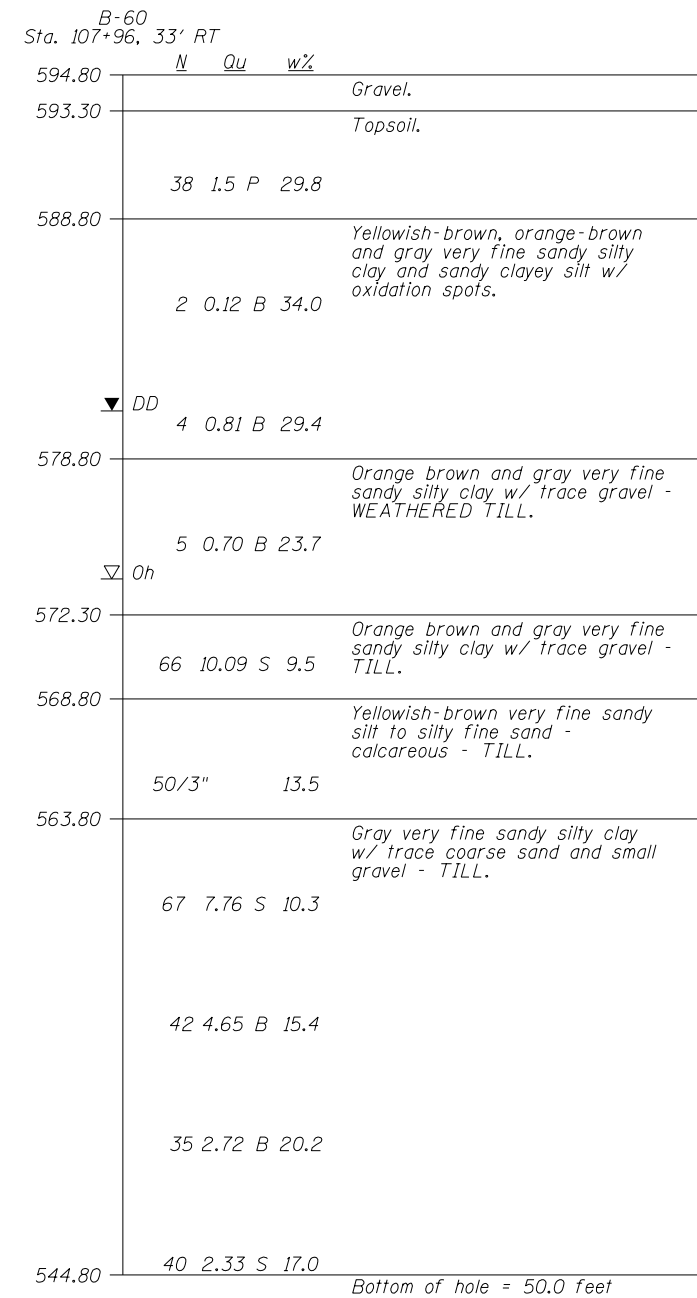 B-60
Sta. 107+96, 33' RT
N Qu w%
594.80
Gravel.
593.30
Topsoil.
38 1.5 P 29.8
588.80
Yellowish-brown, orange-brown
and gray very fine sandy silty
clay and sandy clayey silt w/
oxidation spots.
2 0.12 B 34.0
DD
4 0.81 B 29.4
578.80
Orange brown and gray very fine
sandy silty clay w/ trace gravel -
WEATHERED TILL.
5 0.70 B 23.7
0h
572.30
Orange brown and gray very fine
sandy silty clay w/ trace gravel -
TILL.
66 10.09 S 9.5
568.80
Yellowish-brown very fine sandy
silt to silty fine sand -
calcareous - TILL.
50/3" 13.5
563.80
Gray very fine sandy silty clay
w/ trace coarse sand and small
gravel - TILL.
67 7.76 S 10.3
42 4.65 B 15.4
35 2.72 B 20.2
40 2.33 S 17.0
544.80
Bottom of hole = 50.0 feet